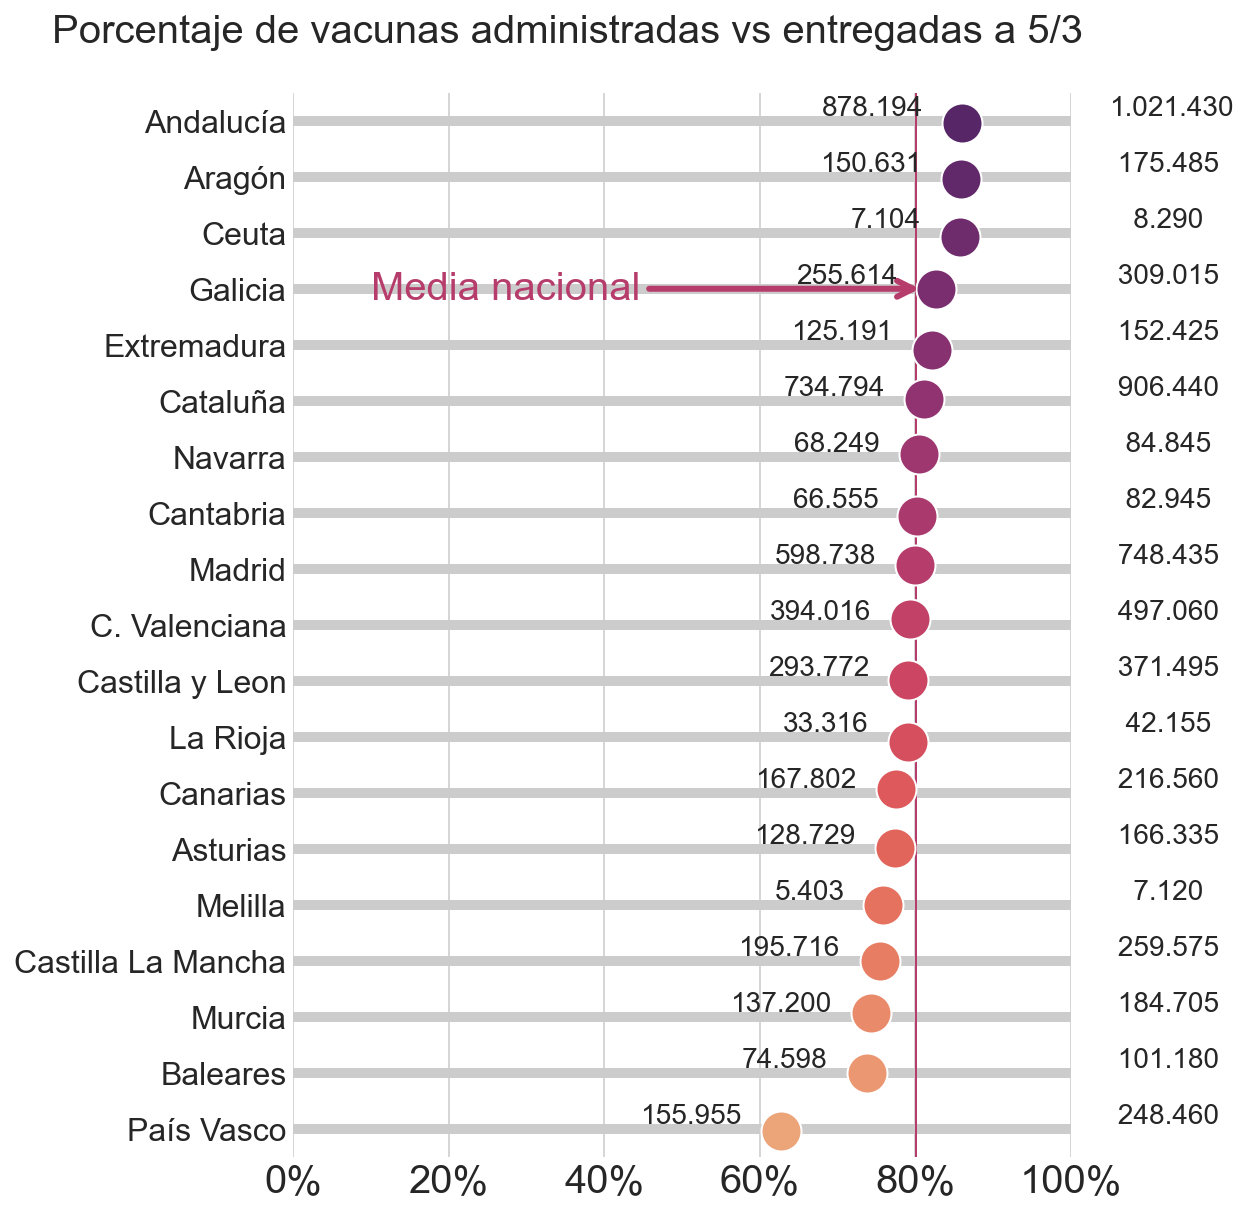 Porcentaje de vacunas administradas vs entregadas a 5/3
Andalucía 878.194 1.021.430
Aragón 150.631 175.485
Ceuta 7.104 8.290
Galicia Media nacional 255.614 309.015
Extremadura 125.191 152.425
Cataluña 734.794 906.440
Navarra 68.249 84.845
Cantabria 66.555 82.945
Madrid 598.738 748.435
C. Valenciana 394.016 497.060
Castilla y Leon 293.772 371.495
La Rioja 33.316 42.155
Canarias 167.802 216.560
Asturias 128.729 166.335
Melilla 5.403 7.120
Castilla La Mancha 195.716 259.575
Murcia 137.200 184.705
Baleares 74.598 101.180
País Vasco 155.955 248.460
0% 20% 40% 60% 80% 100%